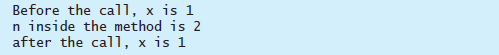 Before the call, x is 1
n inside the method is 2
after the call, x is 1